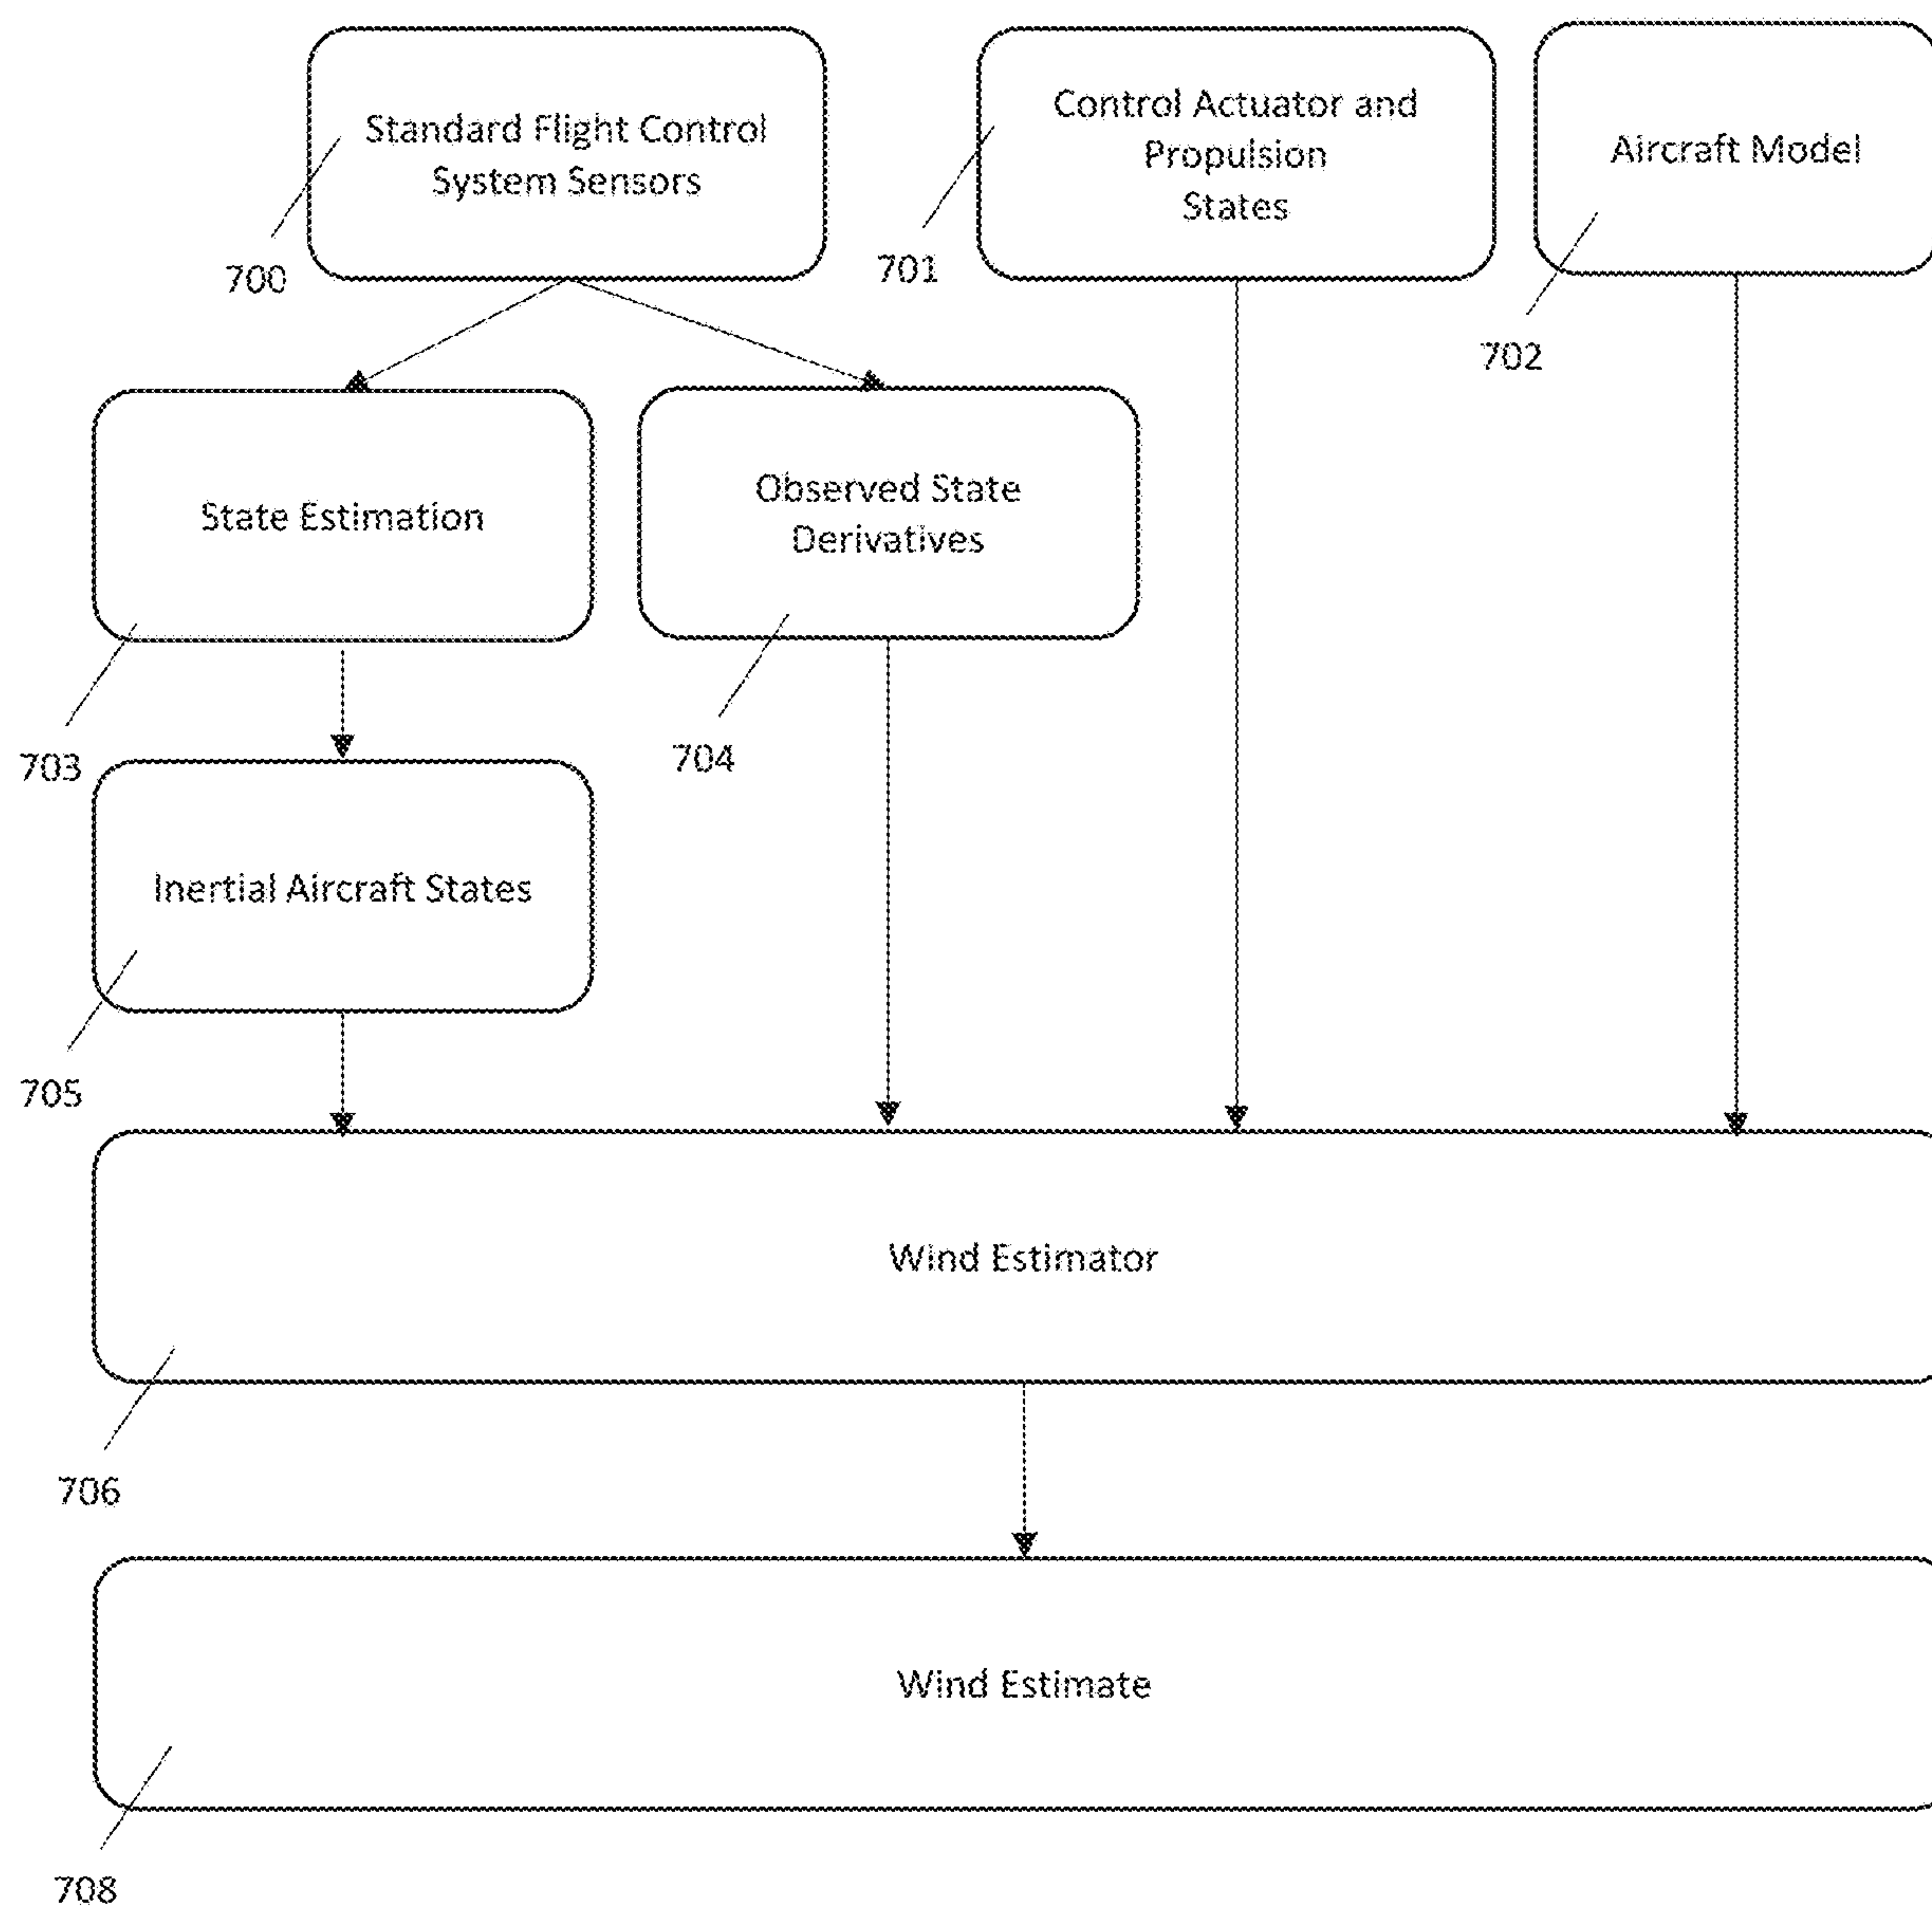 Standard Flight Control
System Sensors
700
Control Actuator and
Propulsion
States
701
Aircraft Model
702
State Estimation
703
Observed State
Derivatives
704
Inertial Aircraft States
705
Wind Estimator
706
Wind Estimate
708